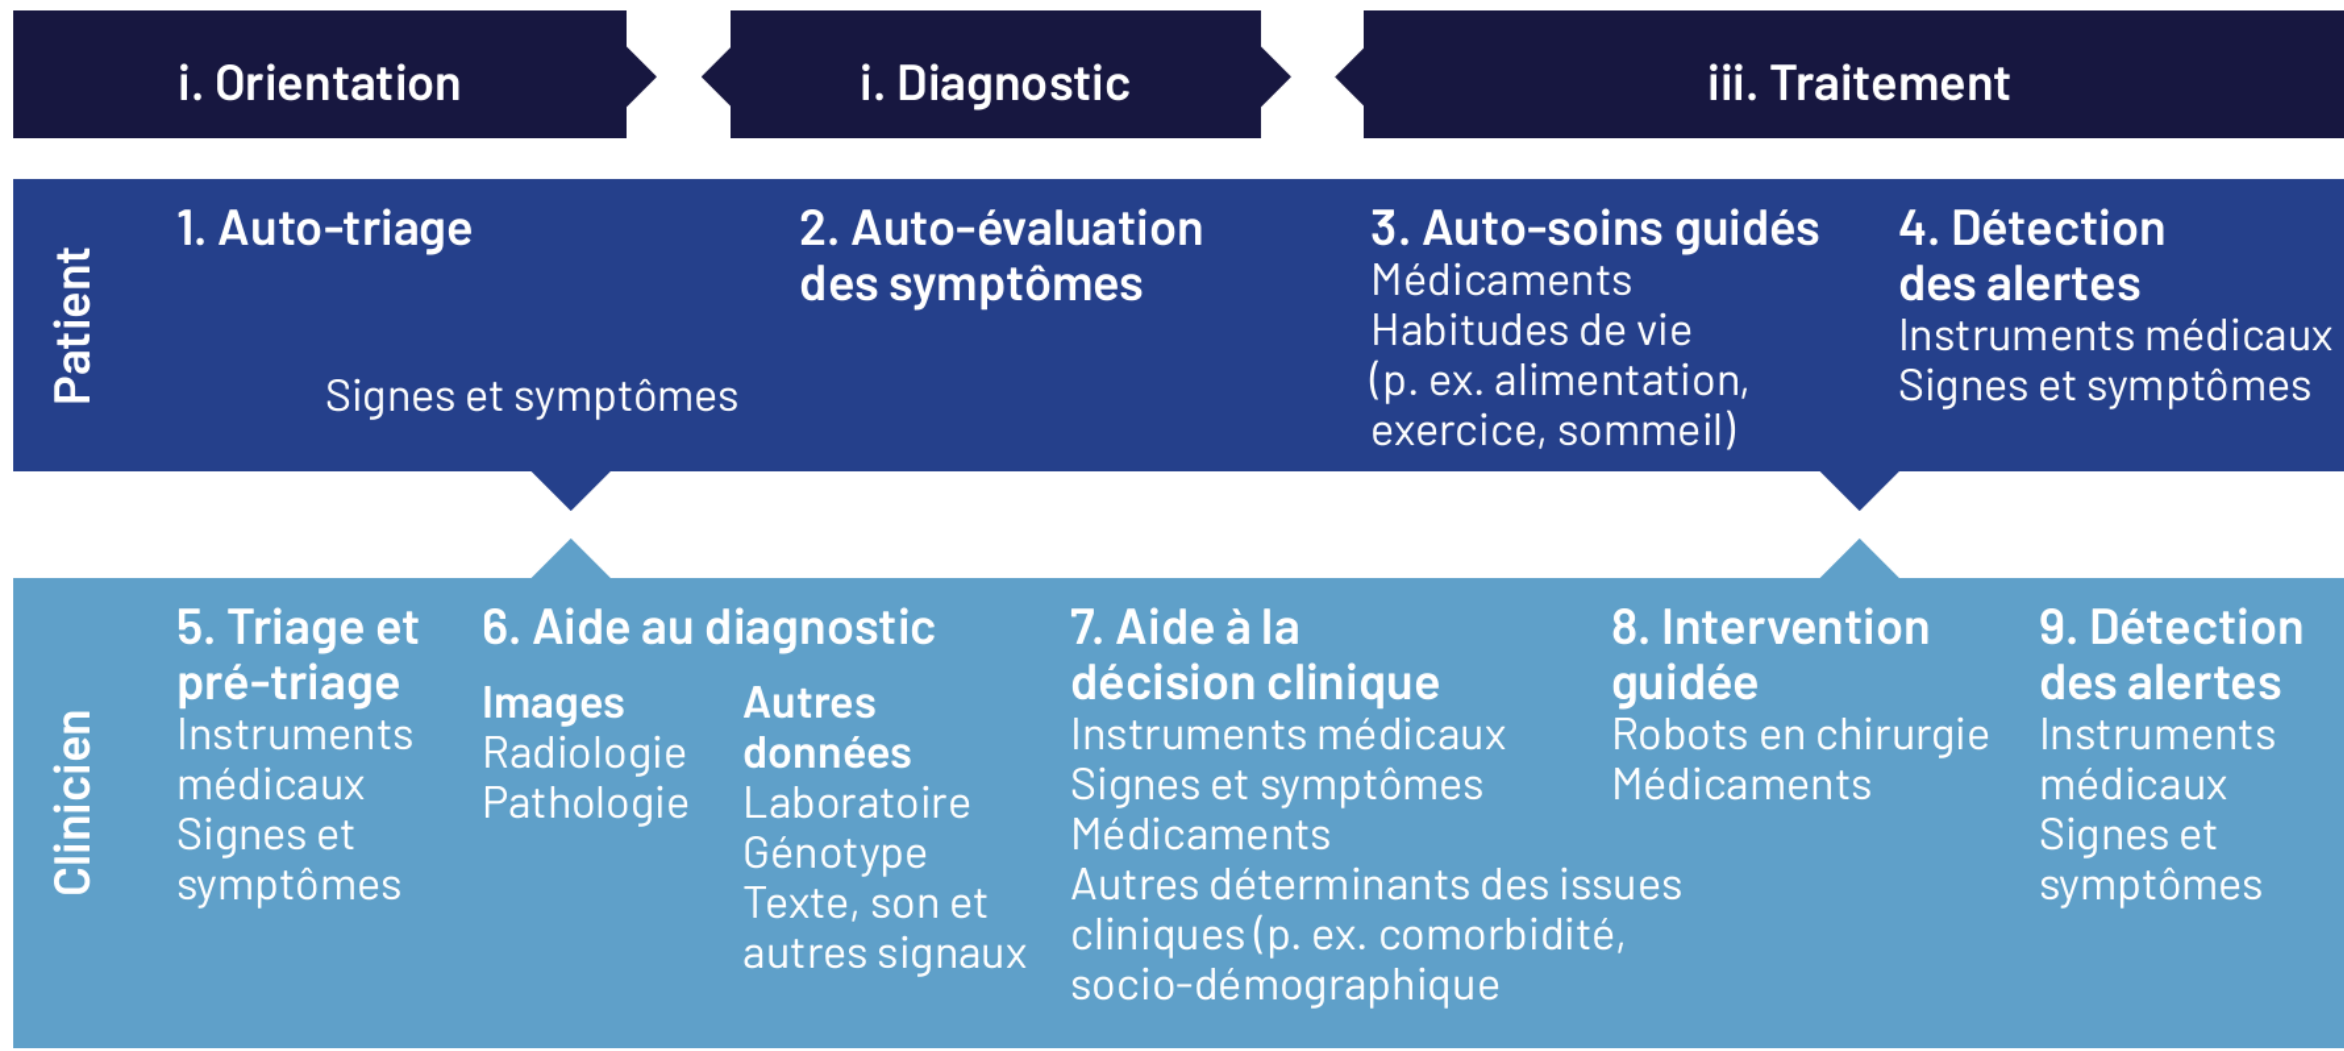 i. Orientation
i. Diagnostic
iii. Traitement
Patient
1. Auto-triage
2. Auto-évaluation
des symptômes
Signes et symptômes
3. Auto-soins guidés
Médicaments
Habitudes de vie
(p. ex. alimentation,
exercice, sommeil)
4. Détection
des alertes
Instruments médicaux
Signes et symptômes
Clinicien
5. Triage et
pré-triage
Instruments
médicaux
Signes et
symptômes
6. Aide au diagnostic
Images
Radiologie
Pathologie
Autres
données
Laboratoire
Génotype
Texte, son et
autres signaux
7. Aide à la
décision clinique
Instruments médicaux
Signes et symptômes
Médicaments
Autres déterminants des issues
cliniques (p. ex. comorbidité,
socio-démographique
8. Intervention
guidée
Robots en chirurgie
Médicaments
9. Détection
des alertes
Instruments
médicaux
Signes et
symptômes